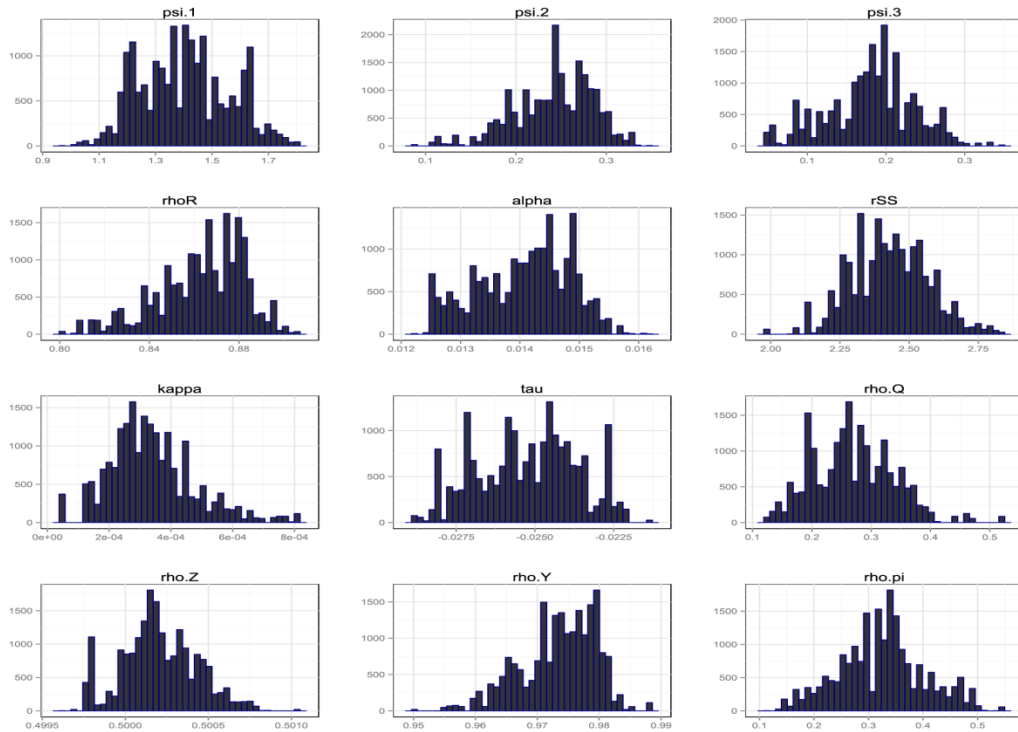 psi.1 psi.2 psi.3
1000
500
0
0.9 1.1 1.3 1.5 1.7
2000
1500
1000
500
0
0.1 0.2 0.3
2000
1500
1000
500
0
0.1 0.2 0.3
rhoR alpha rSS
1500
1000
500
0
0.80 0.84 0.88
1000
500
0
0.012 0.013 0.014 0.015 0.016
1500
1000
500
0
2.00 2.25 2.50 2.75
kappa tau rho.Q
1500
1000
500
0
0e+00 2e-04 4e-04 6e-04 8e-04
1000
500
0
-0.0275 -0.0250 -0.0225
1500
1000
500
0
0.1 0.2 0.3 0.4 0.5
rho.Z rho.Y rho.pi
1500
1000
500
0
0.4995 0.5000 0.5005 0.5010
1500
1000
500
0
0.95 0.96 0.97 0.98 0.99
1500
1000
500
0
0.1 0.2 0.3 0.4 0.5